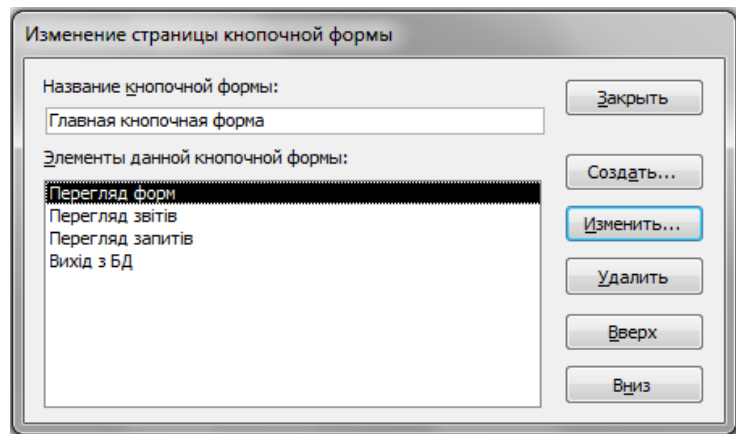 Изменение страницы кнопочной формы
Название кнопочной формы:
Главная кнопочная форма
Элементы данной кнопочной формы:
Перегляд форм
Перегляд звітів
Перегляд запитів
Вихід з БД
Закрыть
Создать...
Изменить...
Удалить
Вверх
Вниз